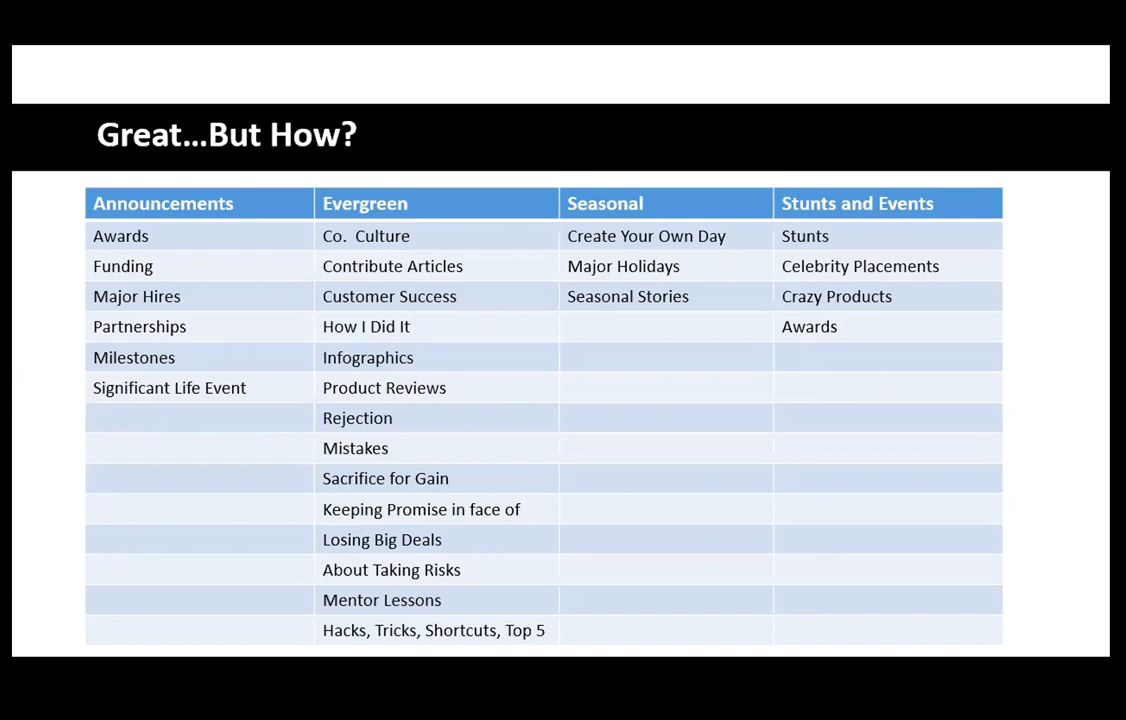 Great...But How?
Announcements Evergreen Seasonal Stunts and Events
Awards Co. Culture Create Your Own Day Stunts
Funding Contribute Articles Major Holidays Celebrity Placements
Major Hires Customer Success Seasonal Stories Crazy Products
Partnerships How I Did It Awards
Milestones Infographics
Significant Life Event Product Reviews
Rejection
Mistakes
Sacrifice for Gain
Keeping Promise in face of
Losing Big Deals
About Taking Risks
Mentor Lessons
Hacks, Tricks, Shortcuts, Top 5